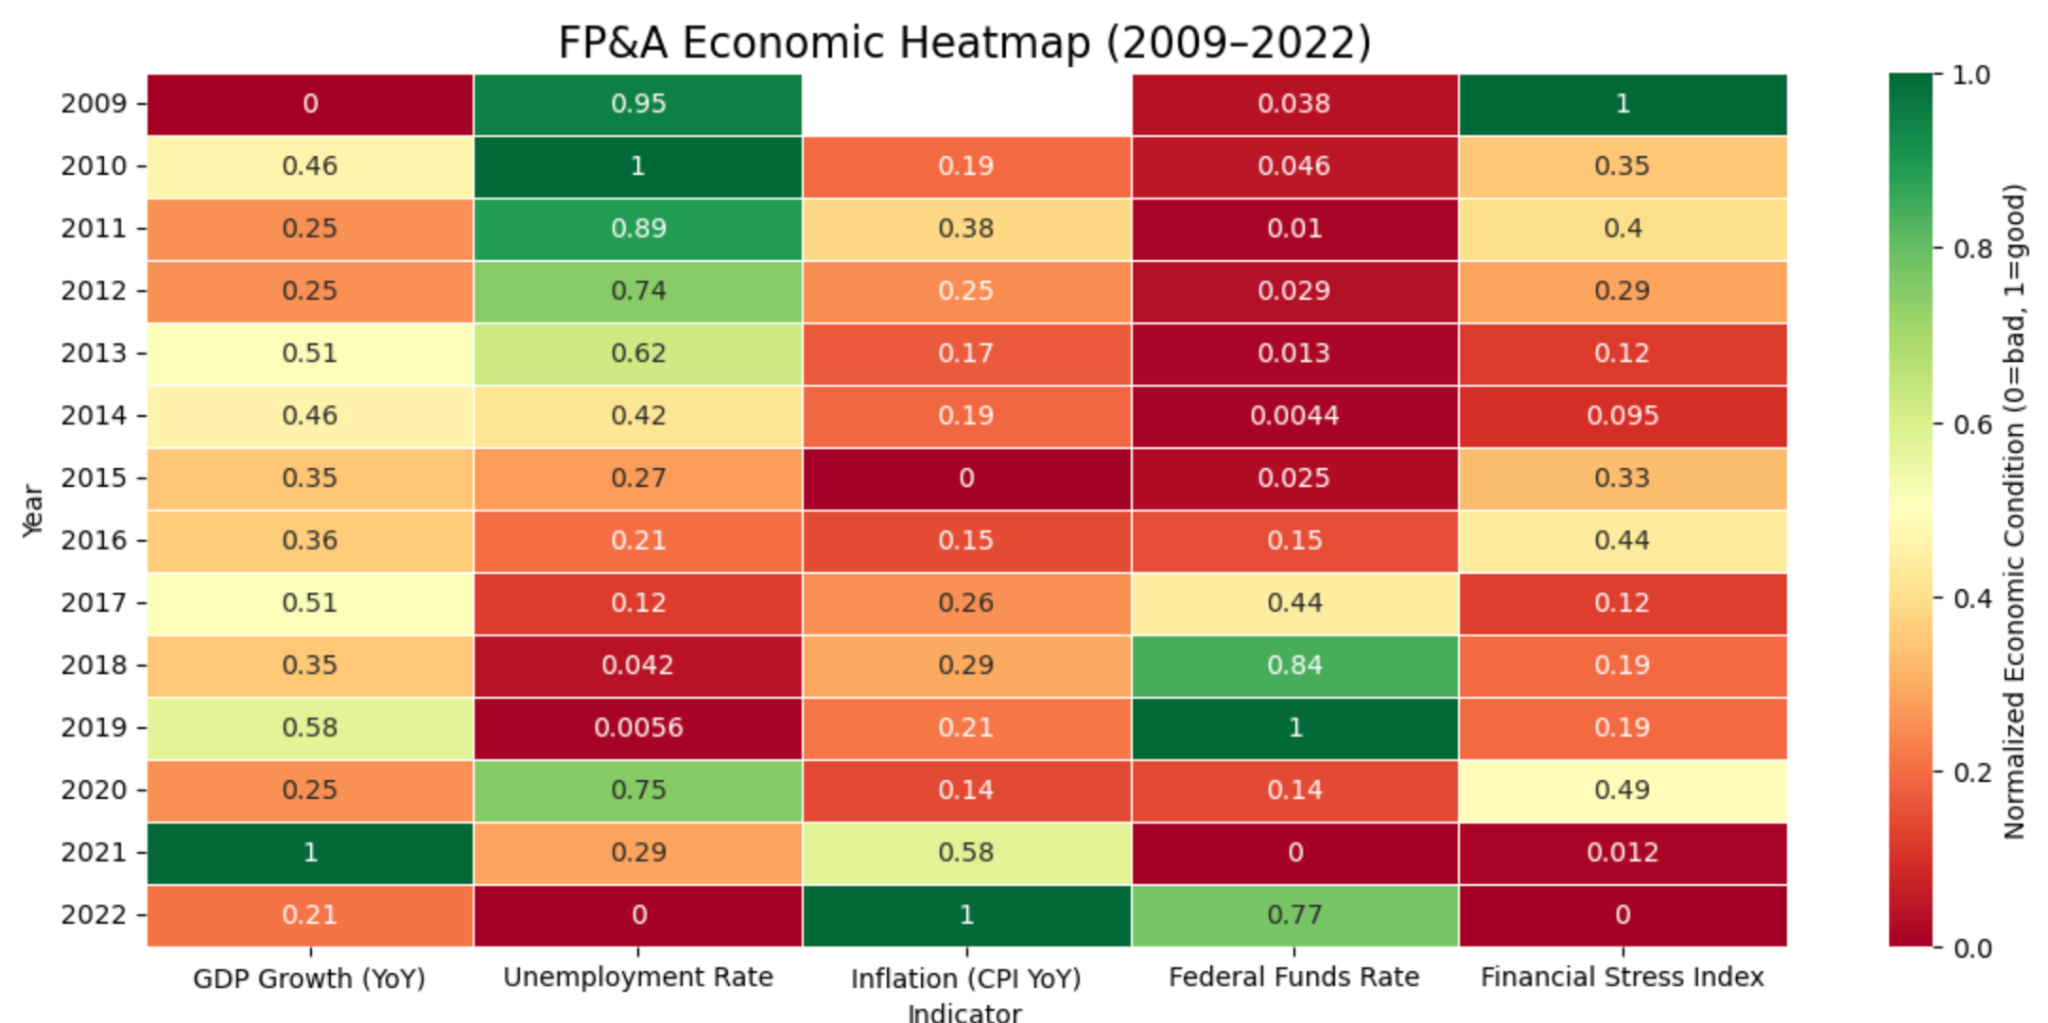 FP&A Economic Heatmap (2009–2022)
2009 0 0.95 0.038 1
2010 0.46 1 0.19 0.046 0.35
2011 0.25 0.89 0.38 0.01 0.4
2012 0.25 0.74 0.25 0.029 0.29
2013 0.51 0.62 0.17 0.013 0.12
2014 0.46 0.42 0.19 0.0044 0.095
2015 0.35 0.27 0 0.025 0.33
2016 0.36 0.21 0.15 0.15 0.44
2017 0.51 0.12 0.26 0.44 0.12
2018 0.35 0.042 0.29 0.84 0.19
2019 0.58 0.0056 0.21 1 0.19
2020 0.25 0.75 0.14 0.14 0.49
2021 1 0.29 0.58 0 0.012
2022 0.21 0 1 0.77 0
GDP Growth (YoY) Unemployment Rate Inflation (CPI YoY) Federal Funds Rate Financial Stress Index
Indicator
Year
1.0
0.8
0.6
0.4
0.2
0.0
Normalized Economic Condition (0=bad, 1=good)